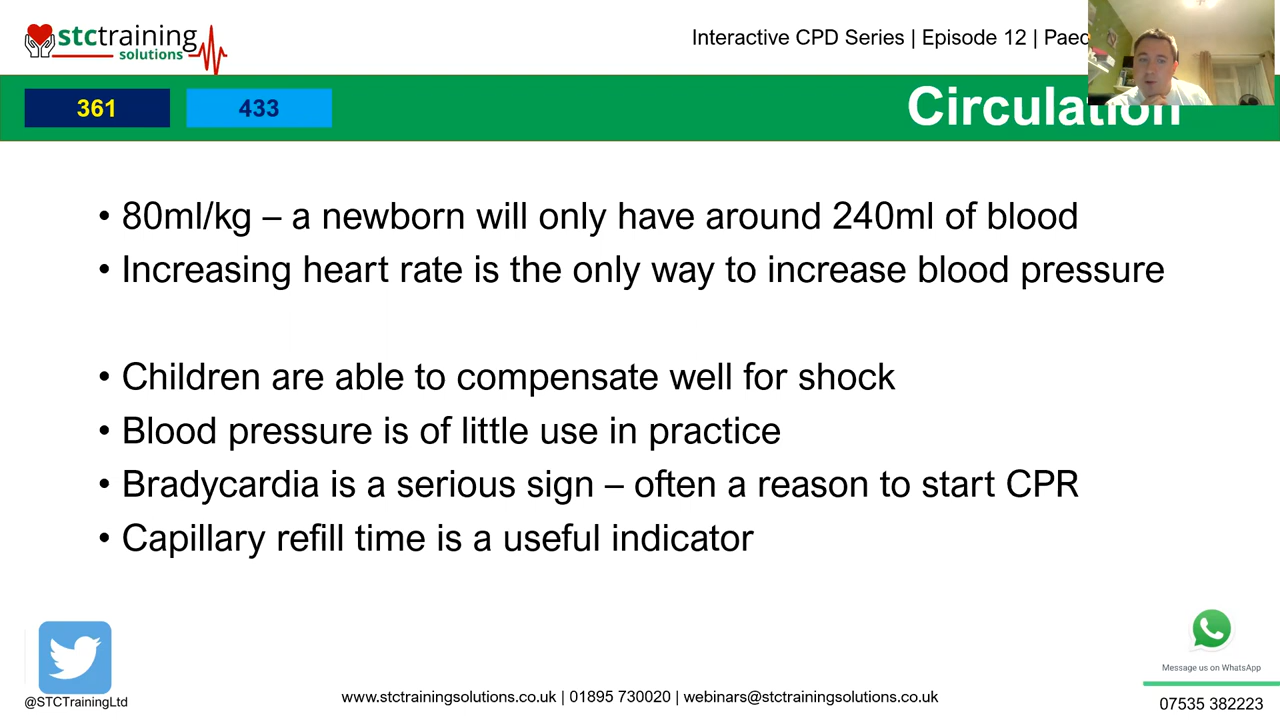 stctraining
solutions
Interactive CPD Series | Episode 12 |
361
433
Circulation
• 80ml/kg – a newborn will only have around 240ml of blood
• Increasing heart rate is the only way to increase blood pressure
• Children are able to compensate well for shock
• Blood pressure is of little use in practice
• Bradycardia is a serious sign – often a reason to start CPR
• Capillary refill time is a useful indicator
@STCTrainingLtd
www.stctrainingsolutions.co.uk | 01895 730020 | webinars@stctrainingsolutions.co.uk
Message us on WhatsApp
07535 382223